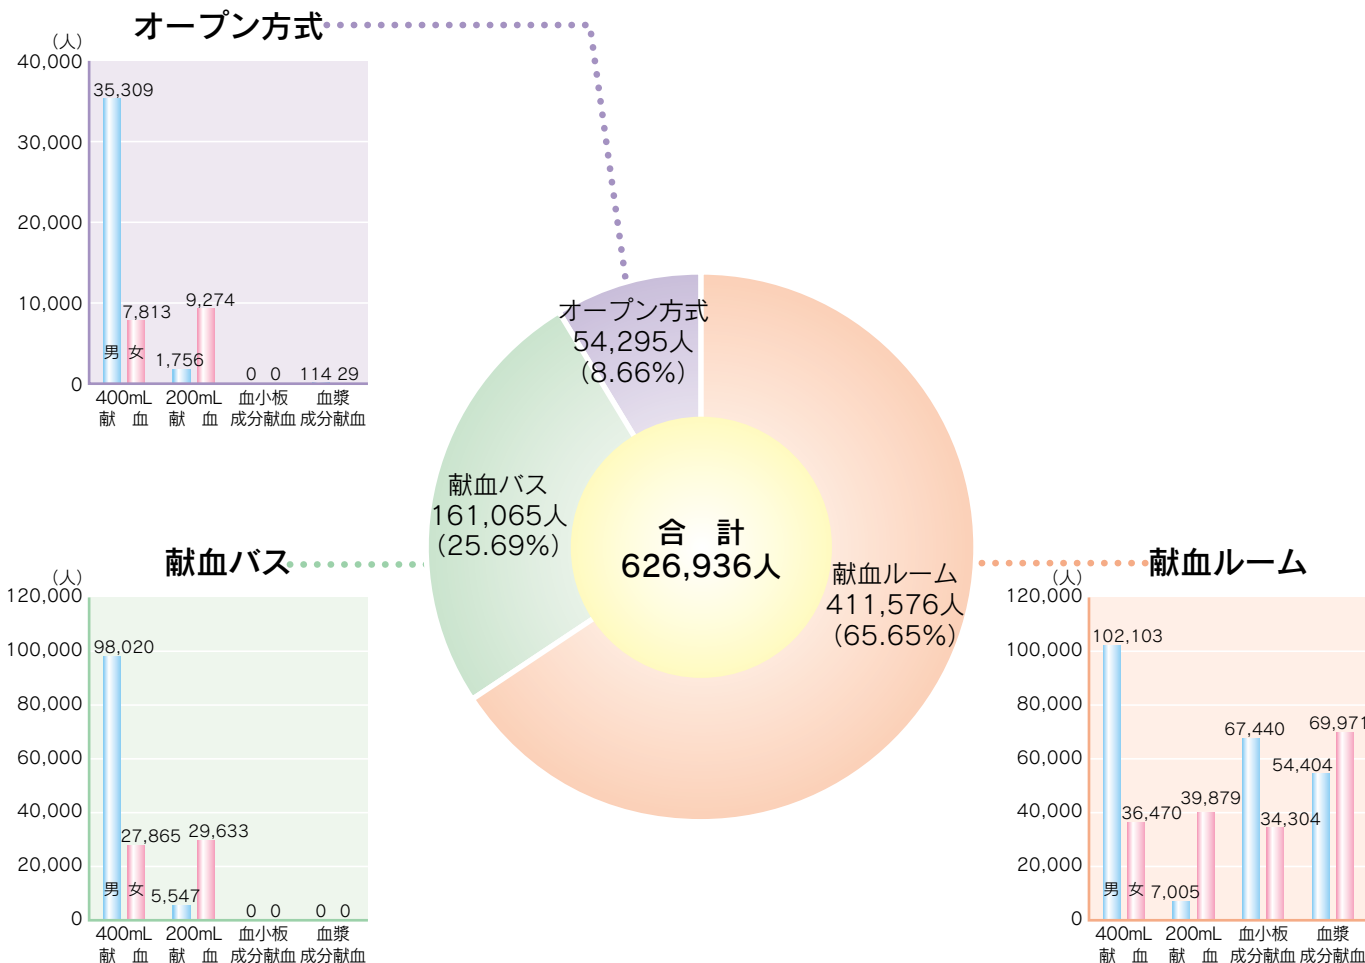 オープン方式
（人）
40,000
30,000
20,000
10,000
0
35,309
7,813
1,756
9,274
0 0
114 29
男 女
400mL 200mL 血小板 血漿
献 血 献 血 成分献血 成分献血
オープン方式
54,295人
（8.66%）
献血バス
161,065人
（25.69%）
合 計
626,936人
献血ルーム
411,576人
（65.65%）
献血バス
（人）
120,000
100,000
80,000
60,000
40,000
20,000
0
98,020
27,865
5,547
29,633
0 0
0 0
男 女
400mL 200mL 血小板 血漿
献 血 献 血 成分献血 成分献血
献血ルーム
（人）
120,000
100,000
80,000
60,000
40,000
20,000
0
102,103
36,470
7,005
39,879
67,440
34,304
54,404
69,971
男 女
400mL 200mL 血小板 血漿
献 血 献 血 成分献血 成分献血